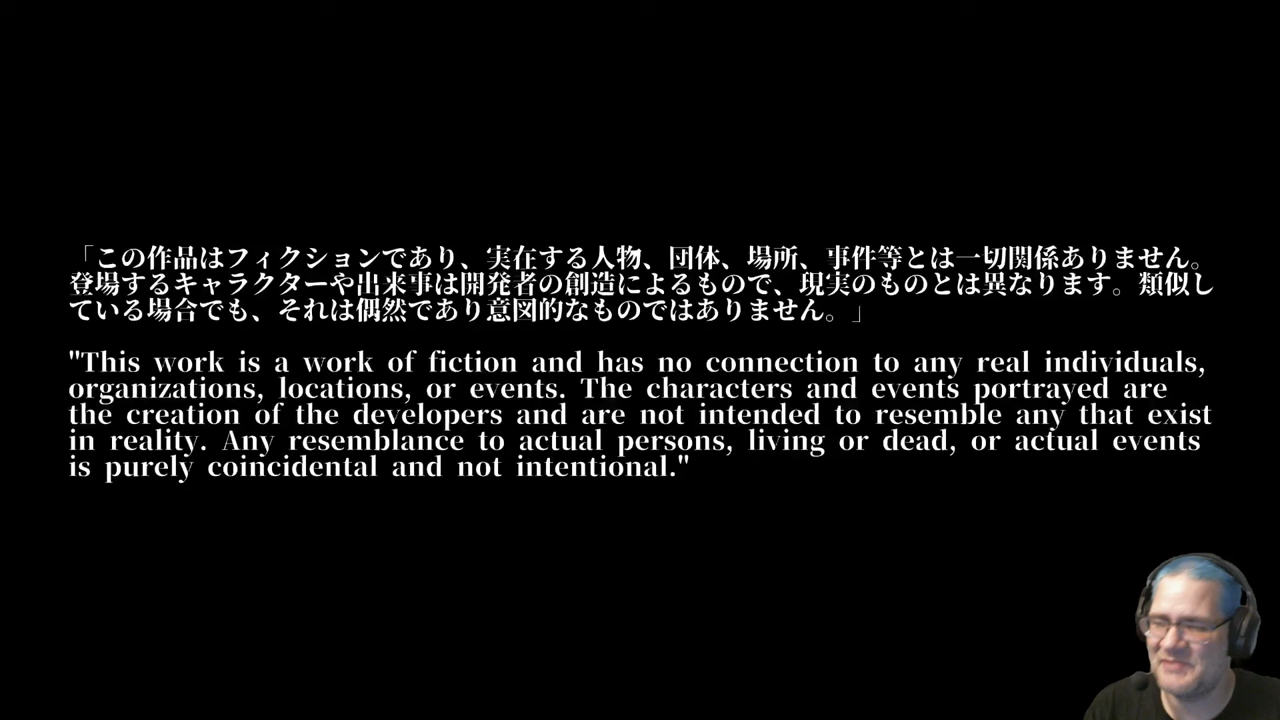 「この作品はフィクションであり、実在する人物、団体、場所、事件等とは一切関係ありません。
登場するキャラクターや出来事は開発者の創造によるもので、現実のものとは異なります。類似し
ている場合でも、それは偶然であり意図的なものではありません。」
"This work is a work of fiction and has no connection to any real individuals,
organizations, locations, or events. The characters and events portrayed are
the creation of the developers and are not intended to resemble any that exist
in reality. Any resemblance to actual persons, living or dead, or actual events
is purely coincidental and not intentional."